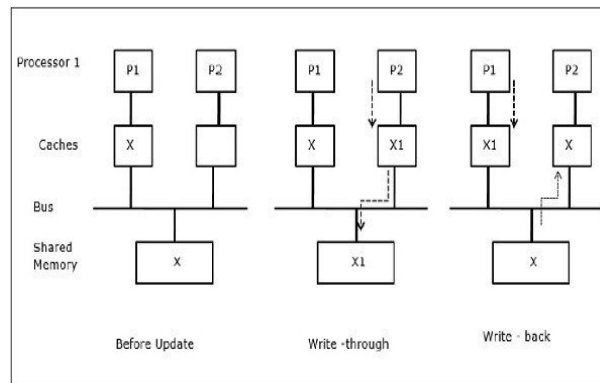 Processor 1
P1 P2 P1 P2 P1 P2
Caches
X X X1 X1 X
Bus
Shared
Memory
X X1 X
Before Update Write -through Write - back